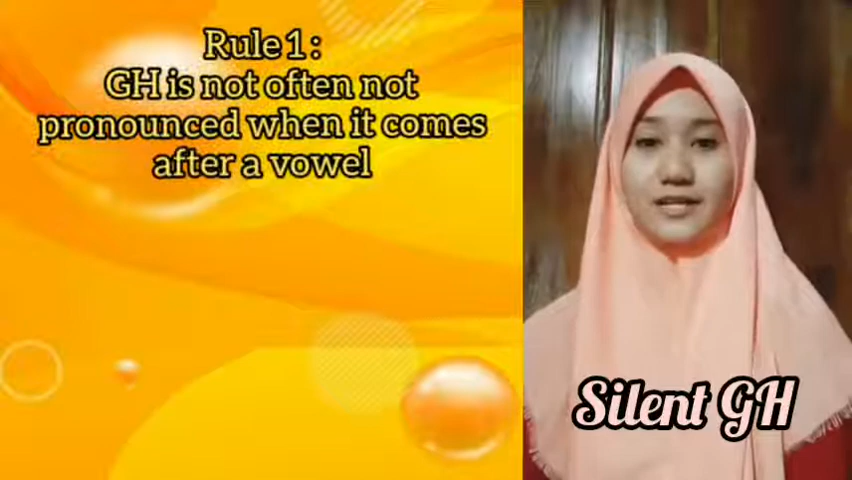 Rule 1 :
GH is not often not
pronounced when it comes
after a vowel
Silent GH